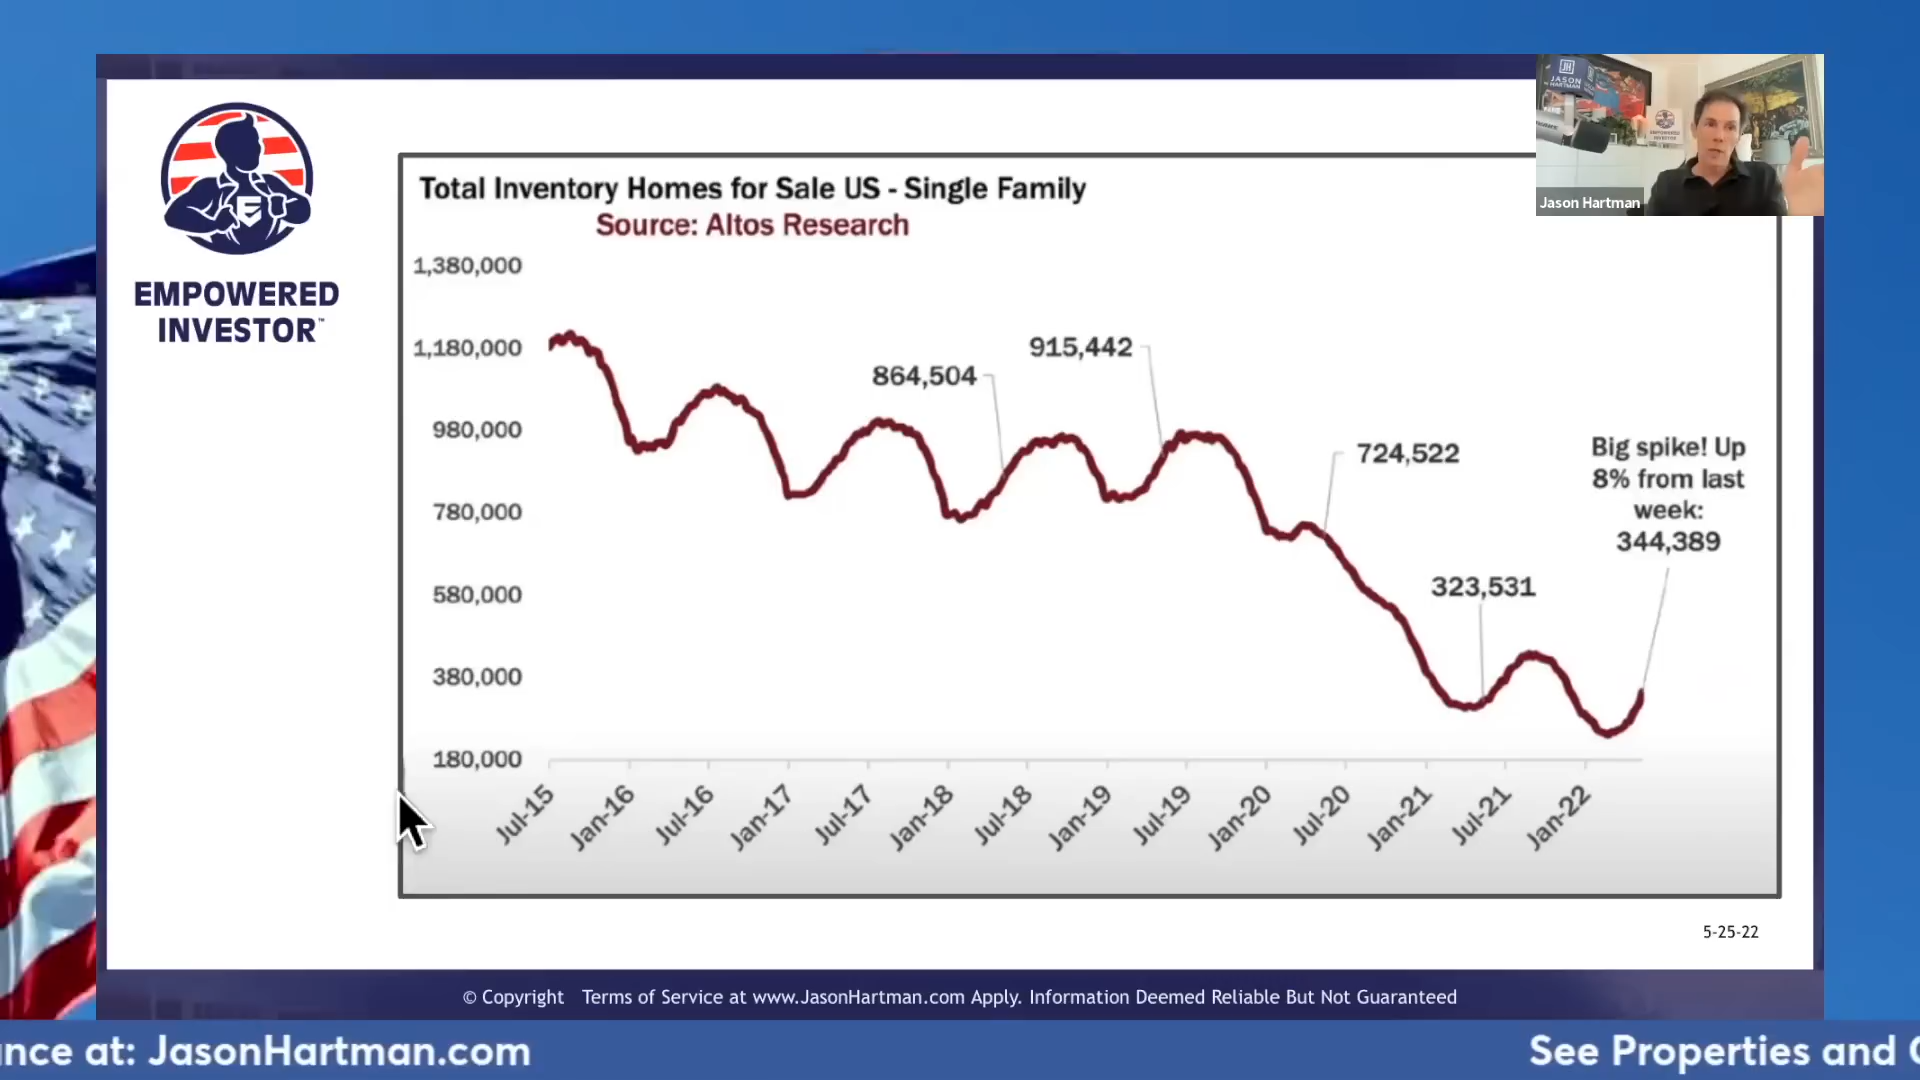 EMPOWERED
INVESTOR™
Total Inventory Homes for Sale US - Single Family
Source: Altos Research
1,380,000
1,180,000
980,000
780,000
580,000
380,000
180,000
864,504
915,442
724,522
323,531
Big spike! Up
8% from last
week:
344,389
Jul-15
Jan-16
Jul-16
Jan-17
Jul-17
Jan-18
Jul-18
Jan-19
Jul-19
Jan-20
Jul-20
Jan-21
Jul-21
Jan-22
JH
JASON
HARTMAN
EMPOWERED
INVESTOR
Jason Hartman
5-25-22
© Copyright Terms of Service at www.JasonHartman.com Apply. Information Deemed Reliable But Not Guaranteed
nce at: JasonHartman.com
See Properties and